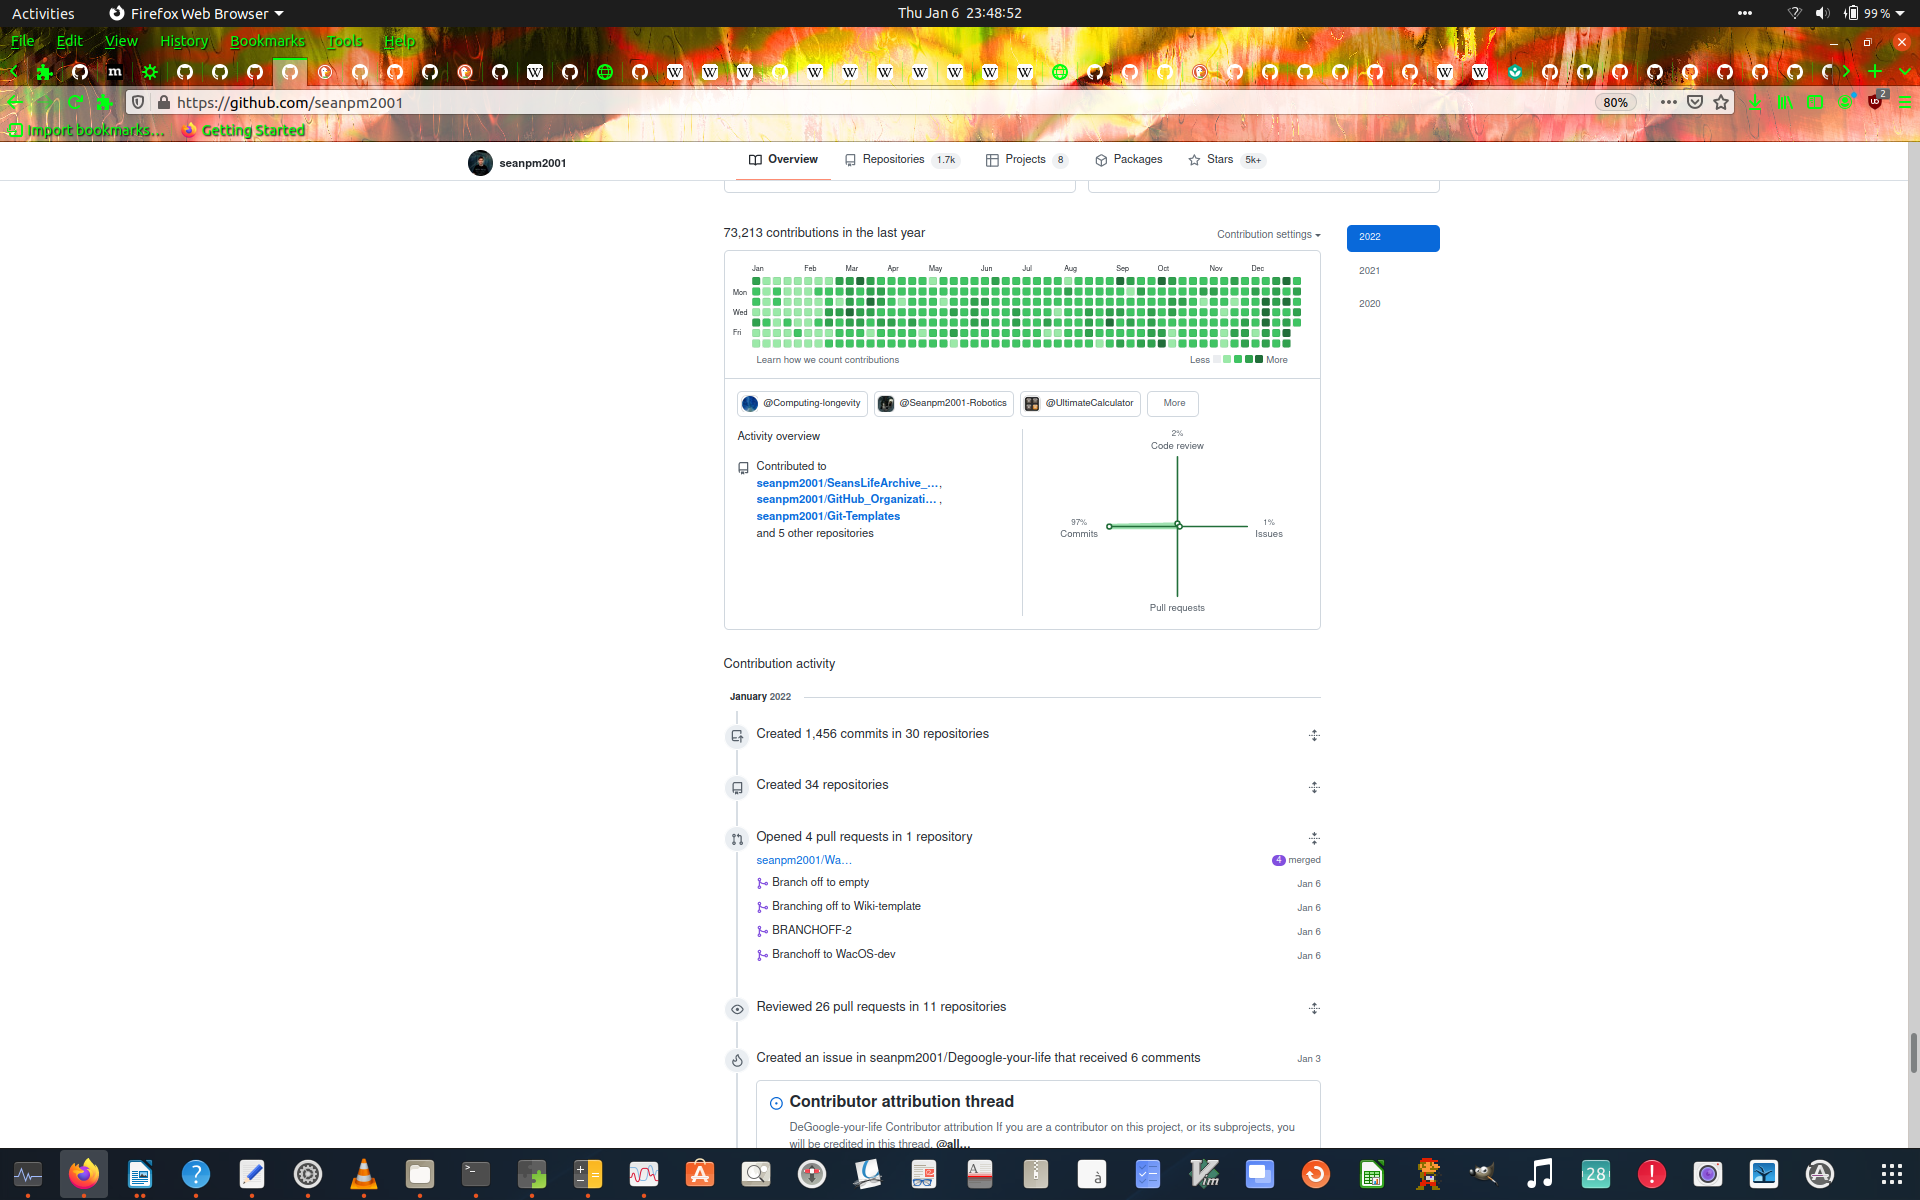 Activities
Firefox Web Browser
Thu Jan 6 23:48:52
99 %
File Edit View History Bookmarks Tools Help
https://github.com/seanpm2001
80%
2
Import bookmarks...
Getting Started
seanpm2001
Overview
Repositories 1.7k
Projects 8
Packages
Stars 5k+
73,213 contributions in the last year
Contribution settings
2022
2021
2020
Jan Feb Mar Apr May Jun Jul Aug Sep Oct Nov Dec
Mon
Wed
Fri
Learn how we count contributions
Less More
@Computing-longevity
@Seanpm2001-Robotics
@UltimateCalculator
More
Activity overview
Contributed to
seanpm2001/SeansLifeArchive_…,
seanpm2001/GitHub_Organizati… ,
seanpm2001/Git-Templates
and 5 other repositories
2%
Code review
97%
Commits
1%
Issues
Pull requests
Contribution activity
January 2022
Created 1,456 commits in 30 repositories
Created 34 repositories
Opened 4 pull requests in 1 repository
seanpm2001/Wa…
4 merged
Branch off to empty Jan 6
Branching off to Wiki-template Jan 6
BRANCHOFF-2 Jan 6
Branchoff to WacOS-dev Jan 6
Reviewed 26 pull requests in 11 repositories
Created an issue in seanpm2001/Degoogle-your-life that received 6 comments Jan 3
Contributor attribution thread
DeGoogle-your-life Contributor attribution If you are a contributor on this project, or its subprojects, you
will be credited in this thread. @all…
28